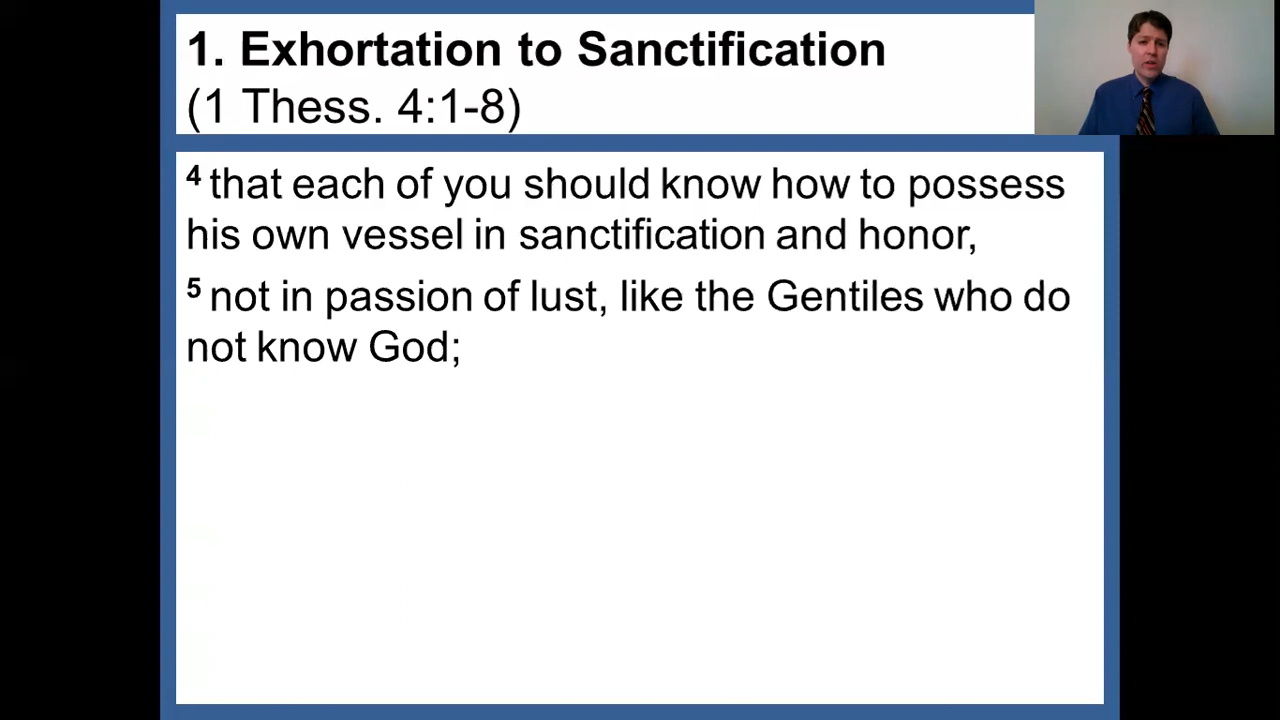 1. Exhortation to Sanctification
(1 Thess. 4:1-8)
4 that each of you should know how to possess
his own vessel in sanctification and honor,
5 not in passion of lust, like the Gentiles who do
not know God;